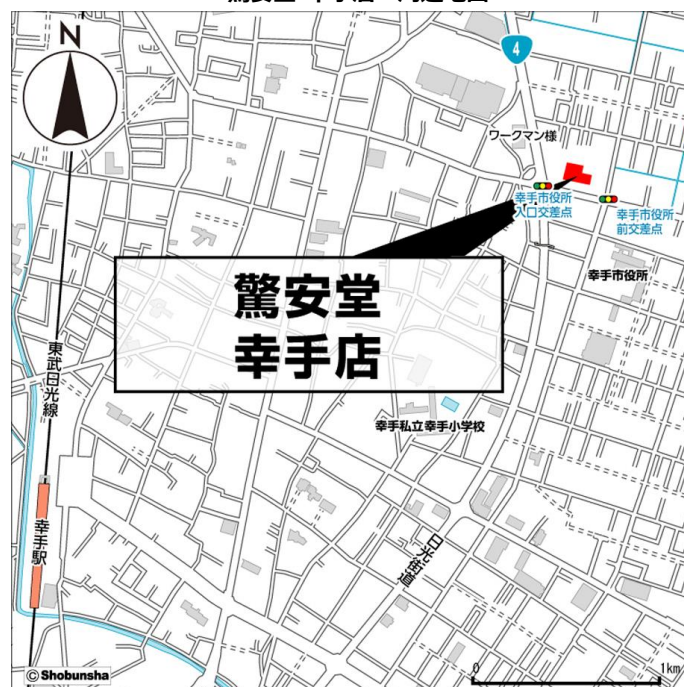 N
4
ワークマン様
幸手市役所
入口交差点
幸手市役所
前交差点
幸手市役所
驚安堂
幸手店
東武日光線
幸手私立幸手小学校
幸手駅
日光街道
© Shobunsha
0
1km